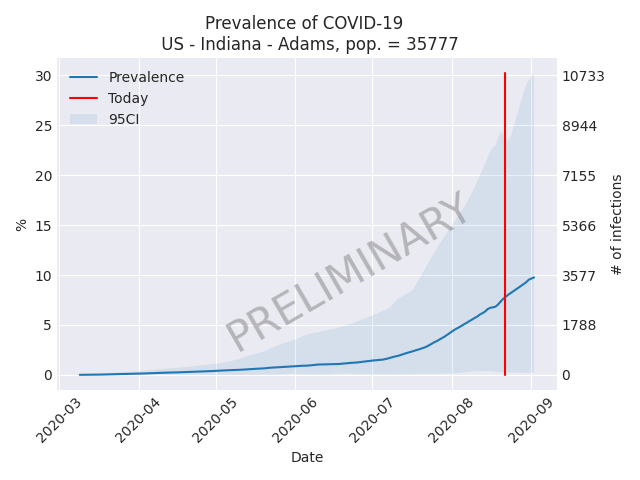 Prevalence of COVID-19
US - Indiana - Adams, pop. = 35777
Prevalence
Today
95CI
PRELIMINARY
%
30
25
20
15
10
5
0
10733
8944
7155
5366
3577
1788
0
# of infections
2020-03
2020-04
2020-05
2020-06
2020-07
2020-08
2020-09
Date